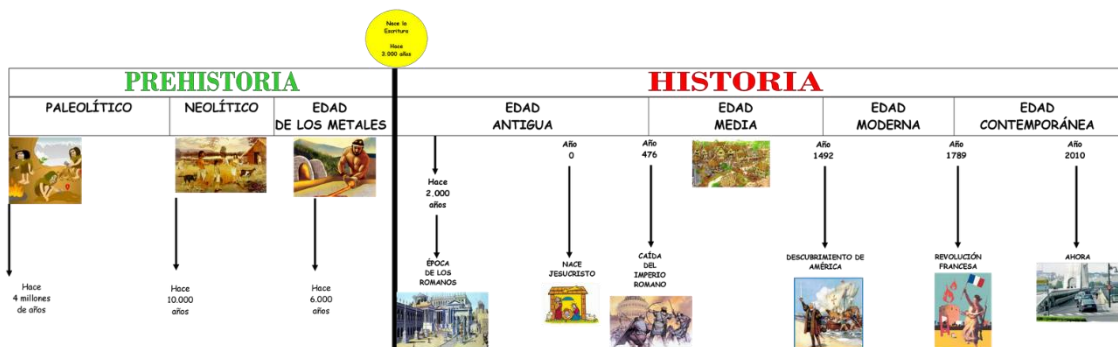 Nace la
Escritura
Hace
3.000 años
PREHISTORIA
HISTORIA
PALEOLÍTICO
NEOLÍTICO
EDAD
DE LOS METALES
EDAD
ANTIGUA
EDAD
MEDIA
EDAD
MODERNA
EDAD
CONTEMPORÁNEA
Año
0
Año
476
Año
1492
Año
1789
Año
2010
Hace
2.000
años
Hace
4 millones
de años
Hace
10.000
años
Hace
6.000
años
ÉPOCA
DE LOS
ROMANOS
NACE
JESUCRISTO
CAÍDA
DEL
IMPERIO
ROMANO
DESCUBRIMIENTO DE
AMÉRICA
REVOLUCIÓN
FRANCESA
AHORA